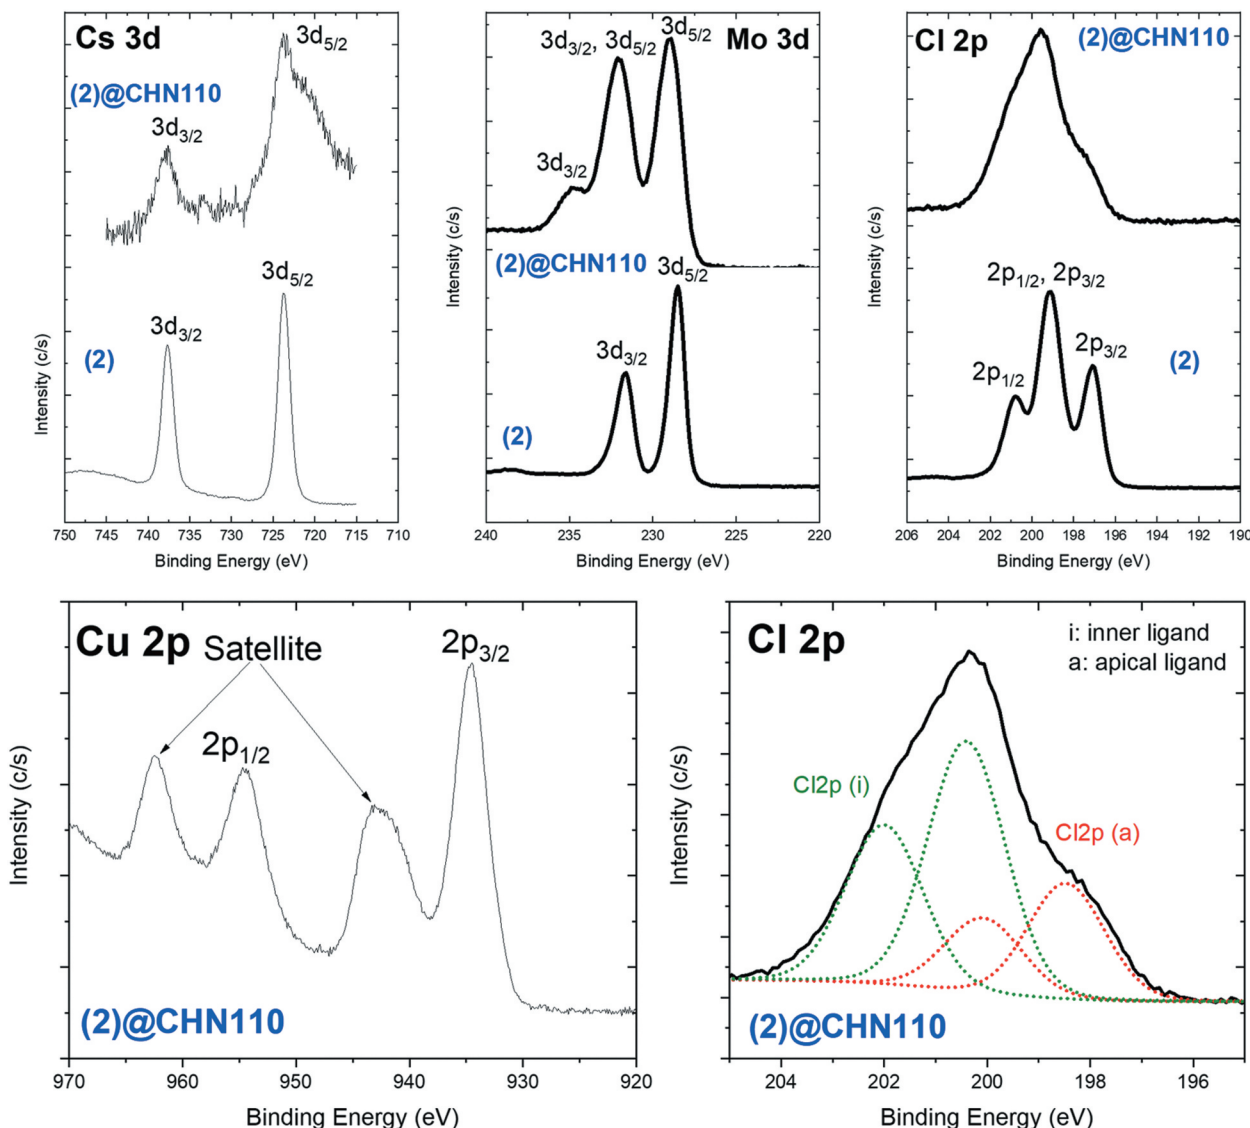 Cs 3d
3d5/2
(2)@CHN110
3d3/2
3d5/2
3d3/2
(2)
Intensity (c/s)
750 745 740 735 730 725 720 715 710
Binding Energy (eV)
3d3/2, 3d5/2
3d5/2
Mo 3d
3d3/2
(2)@CHN110
3d5/2
3d3/2
(2)
Intensity (c/s)
Intensity (c/s)
240 235 230 225 220
Binding Energy (eV)
Cl 2p
(2)@CHN110
2p1/2, 2p3/2
2p3/2
2p1/2
(2)
Intensity (c/s)
Intensity (c/s)
206 204 202 200 198 196 194 192 190
Binding Energy (eV)
Cu 2p
Satellite
2p3/2
2p1/2
(2)@CHN110
Intensity (c/s)
970 960 950 940 930 920
Binding Energy (eV)
Cl 2p
i: inner ligand
a: apical ligand
Cl2p (i)
Cl2p (a)
(2)@CHN110
Intensity (c/s)
204 202 200 198 196
Binding Energy (eV)